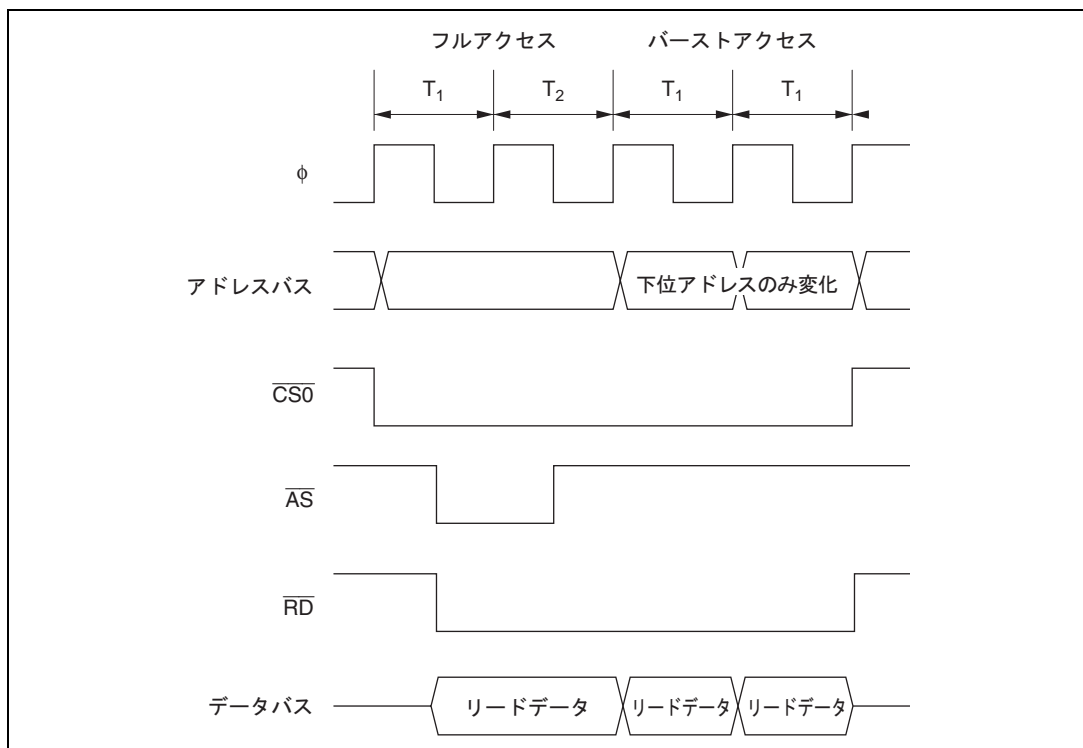 フルアクセス バーストアクセス
T₁ T₂ T₁ T₁
φ
アドレスバス 下位アドレスのみ変化
C̅S̅0̅
A̅S̅
R̅D̅
データバス リードデータ リードデータ リードデータ